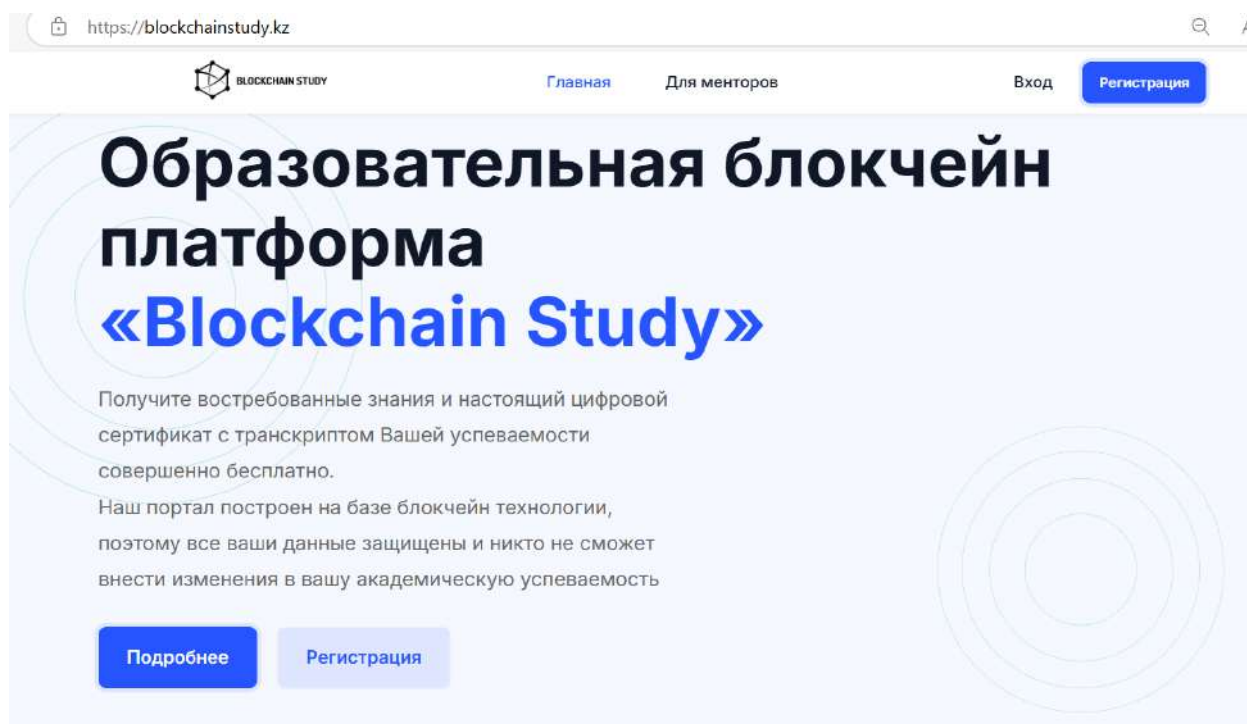 https://blockchainstudy.kz
BLOCKCHAIN STUDY
Главная
Для менторов
Вход
Регистрация
Образовательная блокчейн
платформа
«Blockchain Study»
Получите востребованные знания и настоящий цифровой
сертификат с транскриптом Вашей успеваемости
совершенно бесплатно.
Наш портал построен на базе блокчейн технологии,
поэтому все ваши данные защищены и никто не сможет
внести изменения в вашу академическую успеваемость
Подробнее
Регистрация